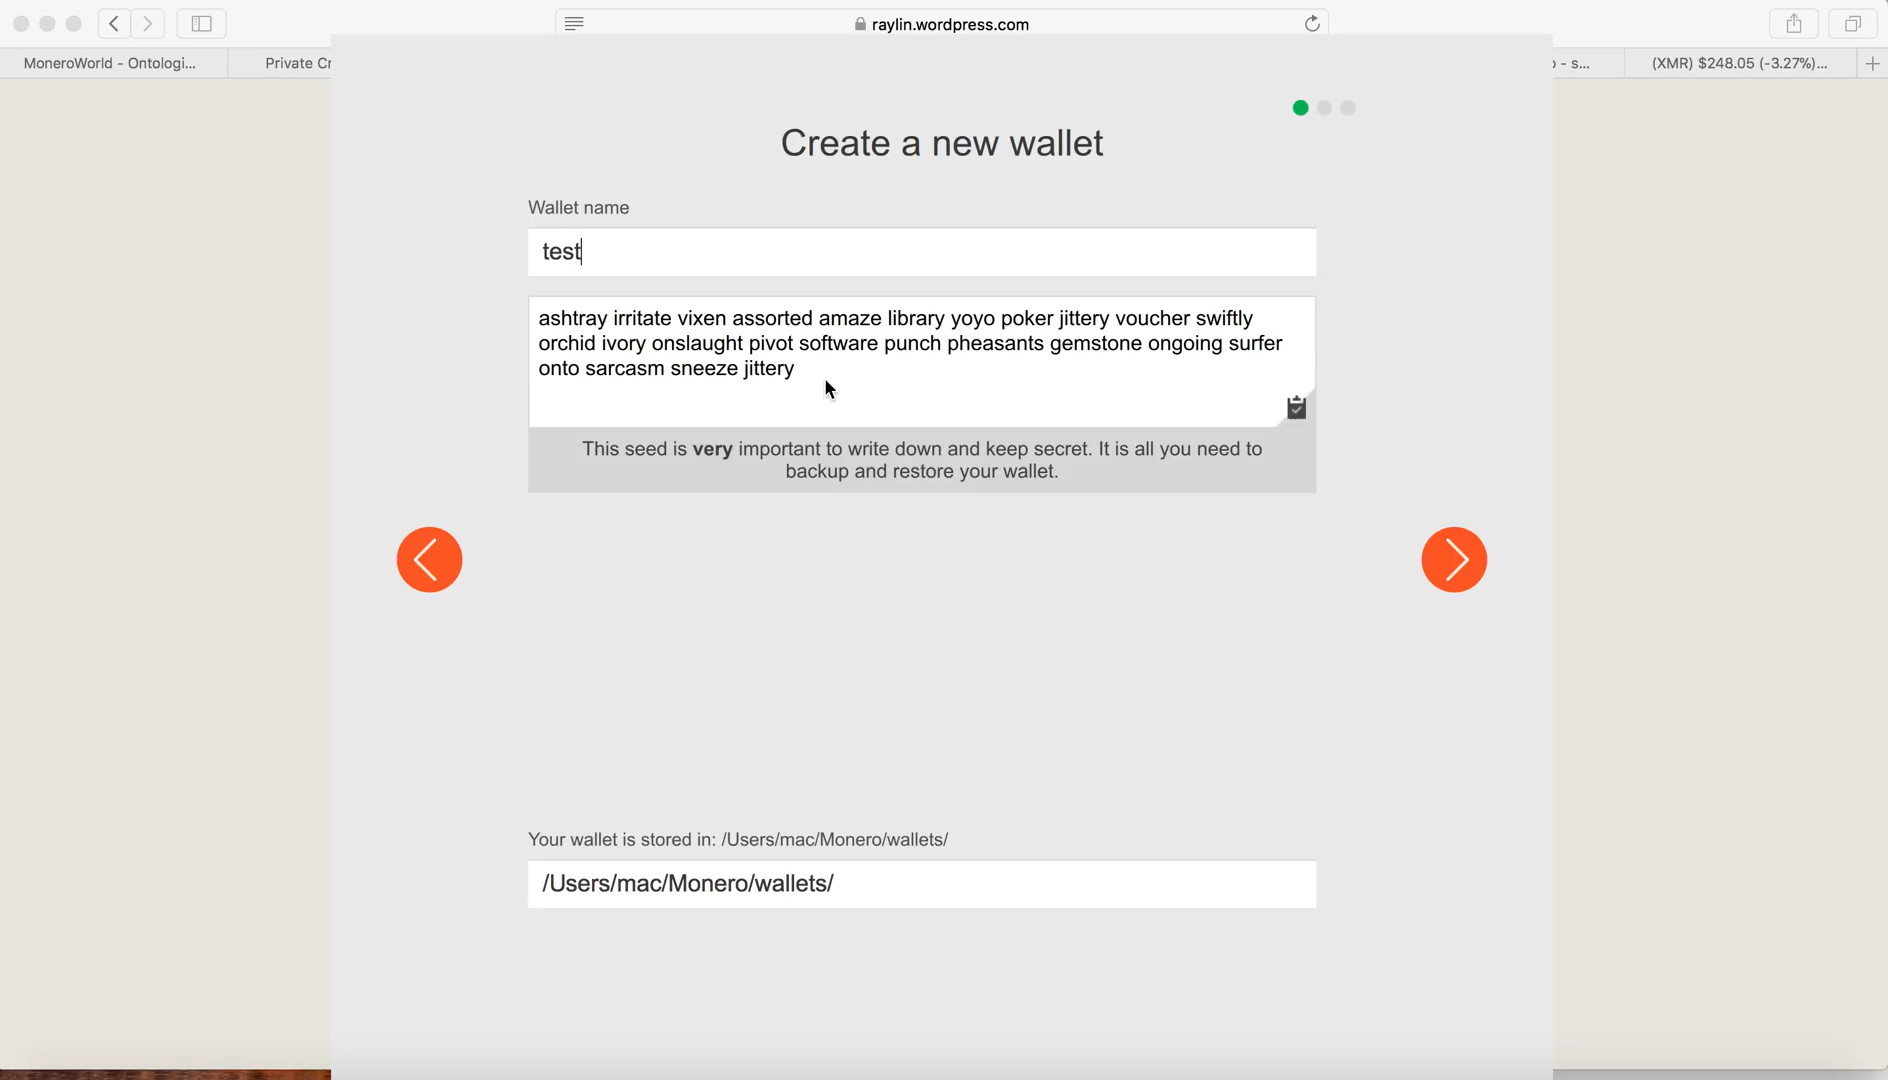 raylin.wordpress.com
MoneroWorld - Ontologi...
Private Cr
- s...
(XMR) $248.05 (-3.27%)...
Create a new wallet
Wallet name
test
ashtray irritate vixen assorted amaze library yoyo poker jittery voucher swiftly
orchid ivory onslaught pivot software punch pheasants gemstone ongoing surfer
onto sarcasm sneeze jittery
This seed is very important to write down and keep secret. It is all you need to
backup and restore your wallet.
Your wallet is stored in: /Users/mac/Monero/wallets/
/Users/mac/Monero/wallets/